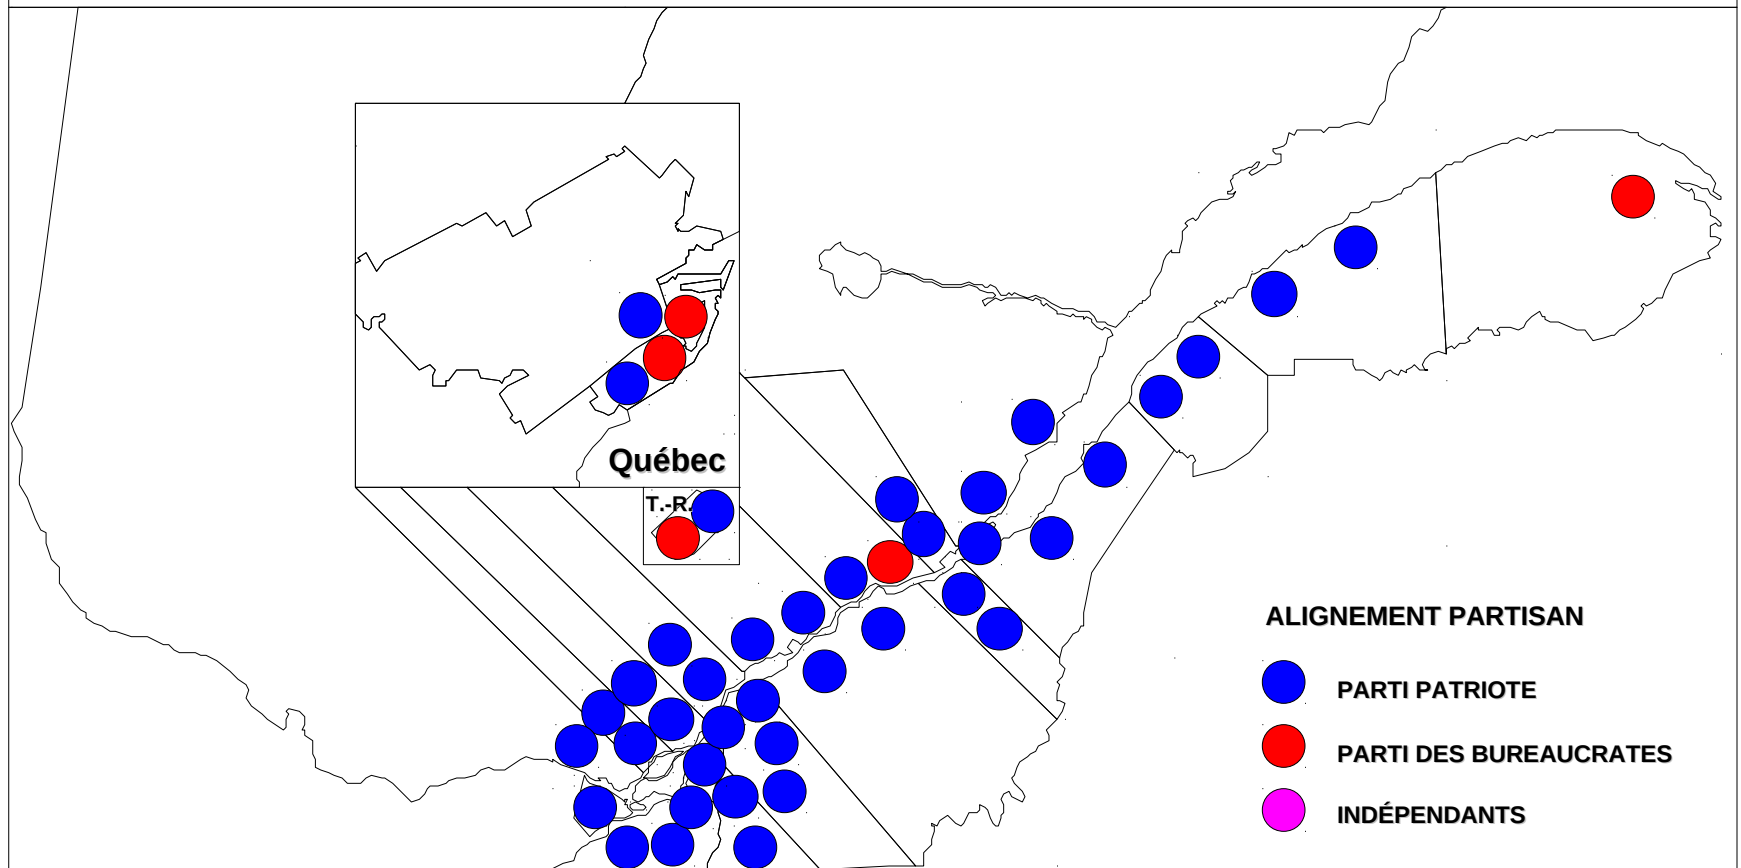 Québec
T.-R.
ALIGNEMENT PARTISAN
PARTI PATRIOTE
PARTI DES BUREAUCRATES
INDÉPENDANTS